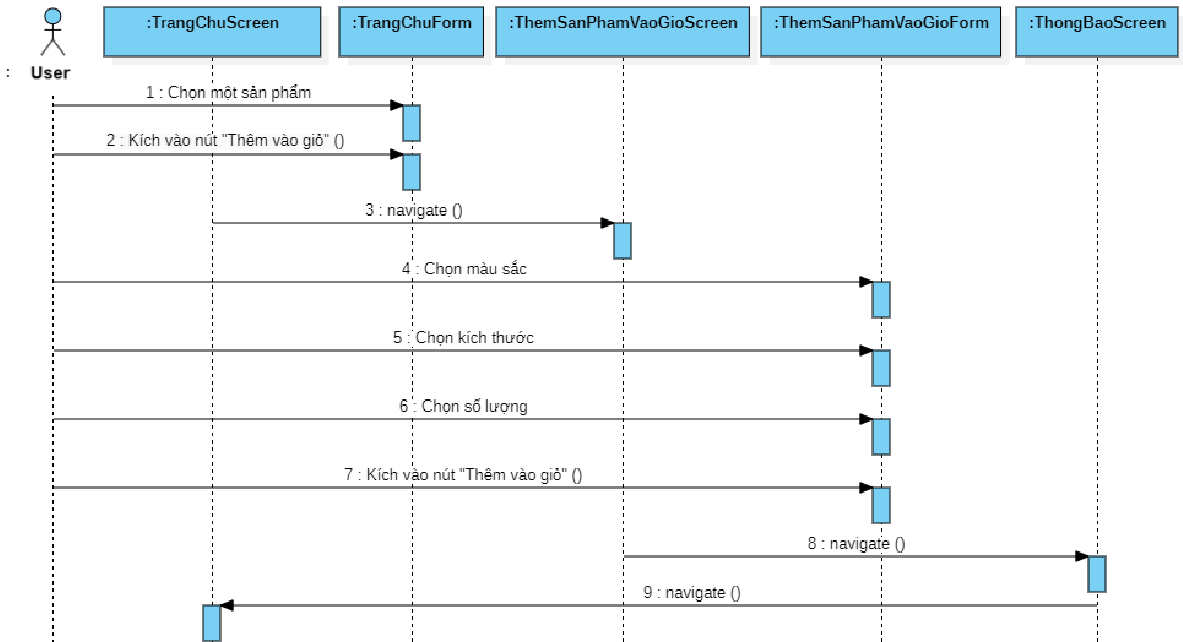 :TrangChuScreen
:TrangChuForm
:ThemSanPhamVaoGioScreen
:ThemSanPhamVaoGioForm
:ThongBaoScreen
: User
1 : Chọn một sản phẩm
2 : Kích vào nút "Thêm vào giỏ" ()
3 : navigate ()
4 : Chọn màu sắc
5 : Chọn kích thước
6 : Chọn số lượng
7 : Kích vào nút "Thêm vào giỏ" ()
8 : navigate ()
9 : navigate ()